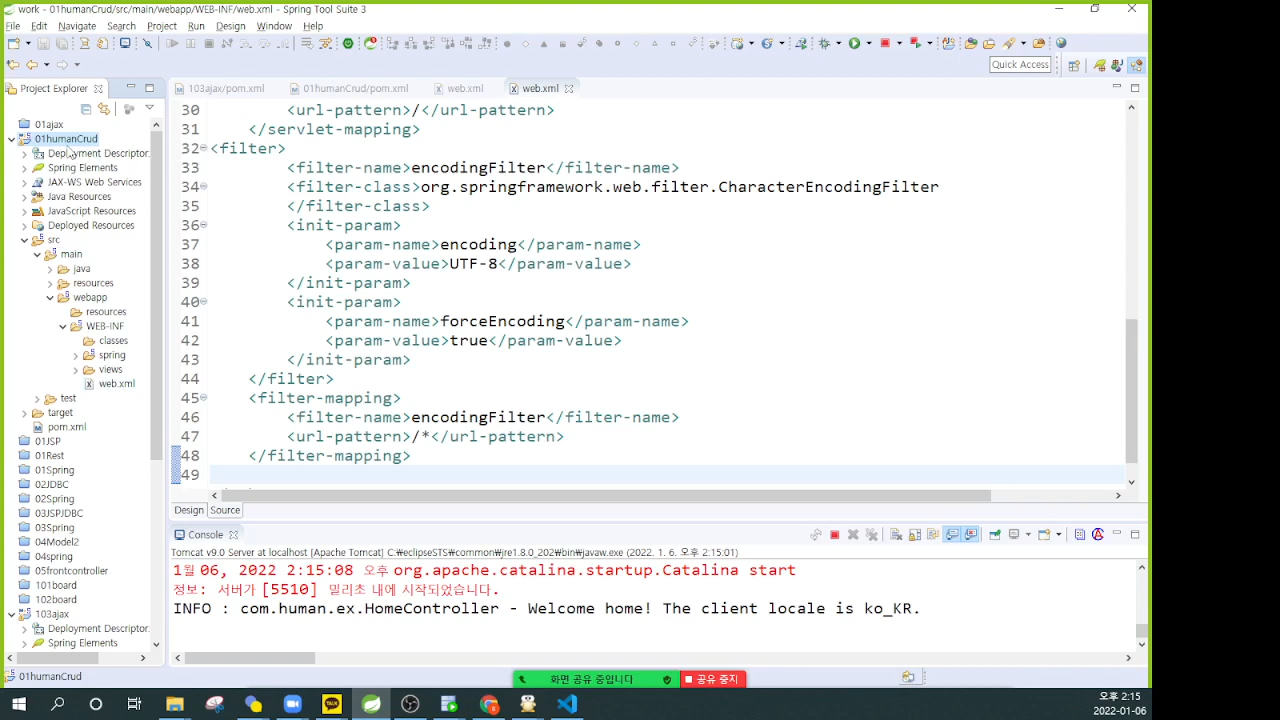 work - 01humanCrud/src/main/webapp/WEB-INF/web.xml - Spring Tool Suite 3
File Edit Navigate Search Project Run Design Window Help
Quick Access
Project Explorer
103ajax/pom.xml
01humanCrud/pom.xml
web.xml
web.xml
01ajax
01humanCrud
Deployment Descriptor:
Spring Elements
JAX-WS Web Services
Java Resources
JavaScript Resources
Deployed Resources
src
main
java
resources
webapp
resources
WEB-INF
classes
spring
views
web.xml
test
target
pom.xml
01JSP
01Rest
01Spring
02JDBC
02Spring
03JSPJDBC
03Spring
04Model2
04spring
05frontcontroller
101board
102board
103ajax
Deployment Descriptor:
Spring Elements
30 <url-pattern>/</url-pattern>
31 </servlet-mapping>
32 <filter>
33 <filter-name>encodingFilter</filter-name>
34 <filter-class>org.springframework.web.filter.CharacterEncodingFilter
35 </filter-class>
36 <init-param>
37 <param-name>encoding</param-name>
38 <param-value>UTF-8</param-value>
39 </init-param>
40 <init-param>
41 <param-name>forceEncoding</param-name>
42 <param-value>true</param-value>
43 </init-param>
44 </filter>
45 <filter-mapping>
46 <filter-name>encodingFilter</filter-name>
47 <url-pattern>/*</url-pattern>
48 </filter-mapping>
49
Design Source
Console
Tomcat v9.0 Server at localhost [Apache Tomcat] C:₩eclipseSTS₩common₩jre1.8.0_202₩bin₩javaw.exe (2022. 1. 6. 오후 2:15:01)
1월 06, 2022 2:15:08 오후 org.apache.catalina.startup.Catalina start
정보: 서버가 [5510] 밀리초 내에 시작되었습니다.
INFO : com.human.ex.HomeController - Welcome home! The client locale is ko_KR.
01humanCrud
화면 공유 중입니다
공유 중지
TALK
오후 2:15
2022-01-06